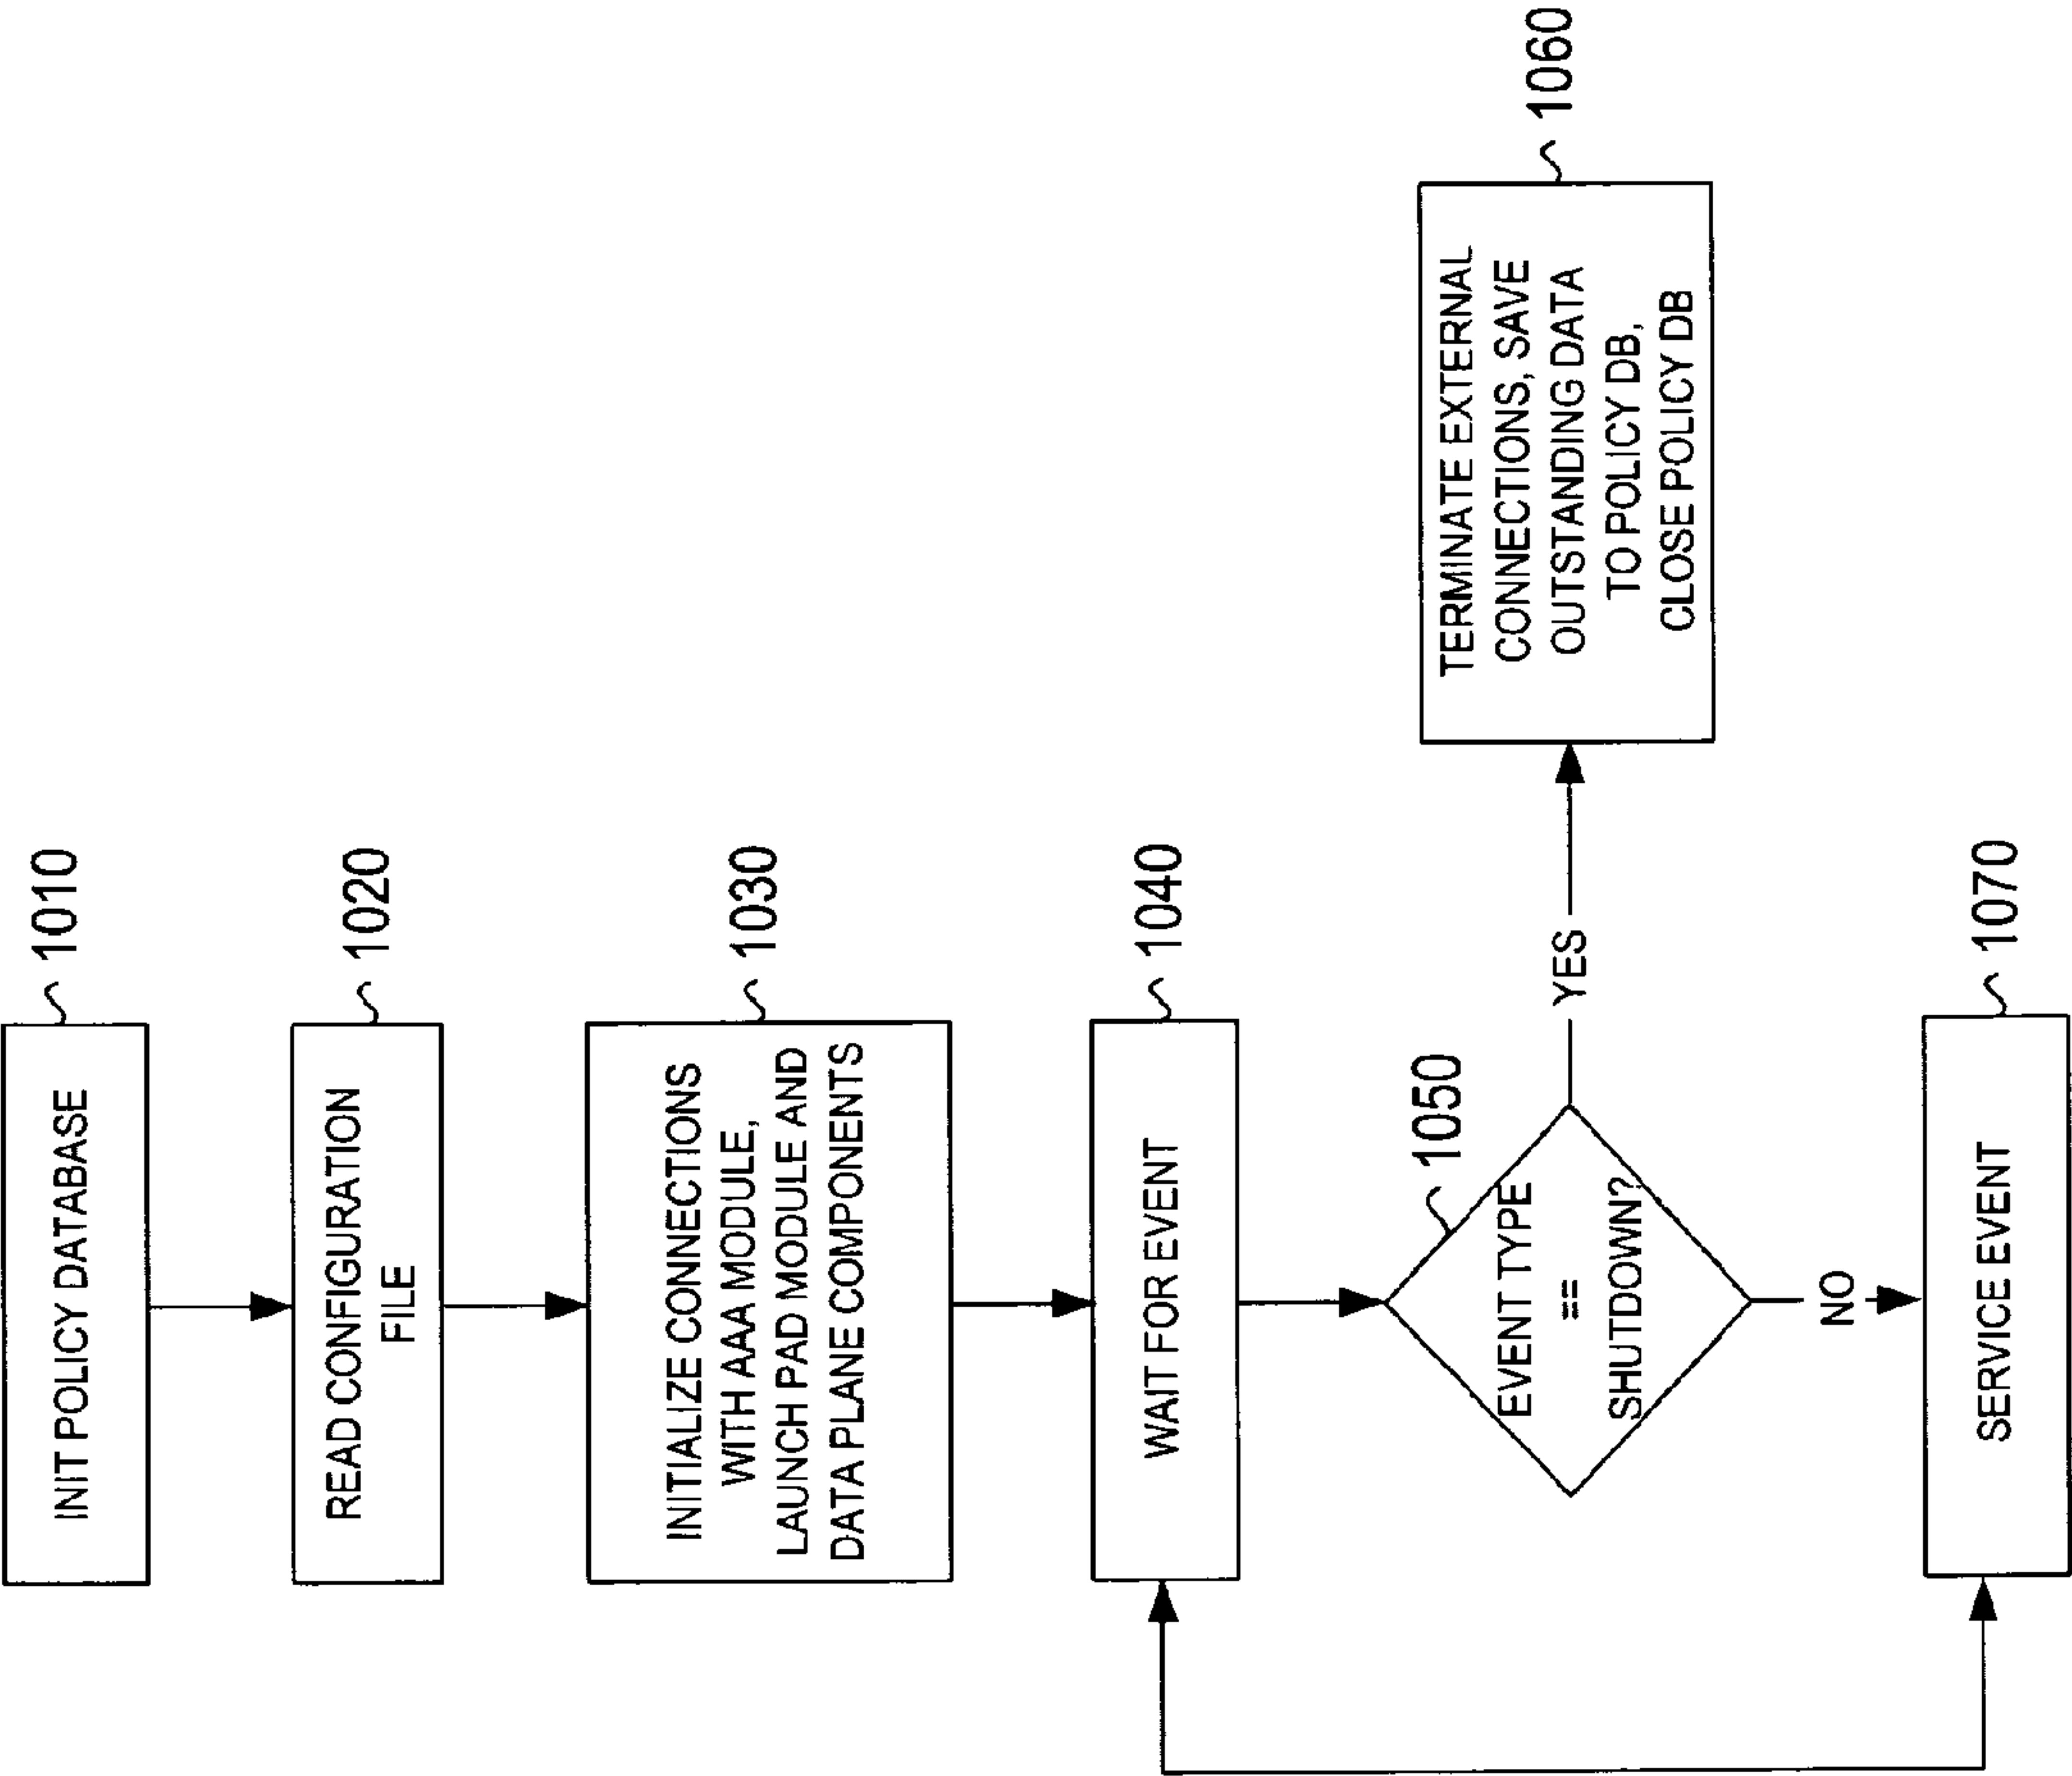 1010
INIT POLICY DATABASE
1020
READ CONFIGURATION
FILE
1030
INITIALIZE CONNECTIONS
WITH AAA MODULE,
LAUNCH PAD MODULE AND
DATA PLANE COMPONENTS
1040
WAIT FOR EVENT
1050
EVENT TYPE
==
SHUTDOWN?
YES
1060
TERMINATE EXTERNAL
CONNECTIONS, SAVE
OUTSTANDING DATA
TO POLICY DB,
CLOSE POLICY DB
NO
1070
SERVICE EVENT